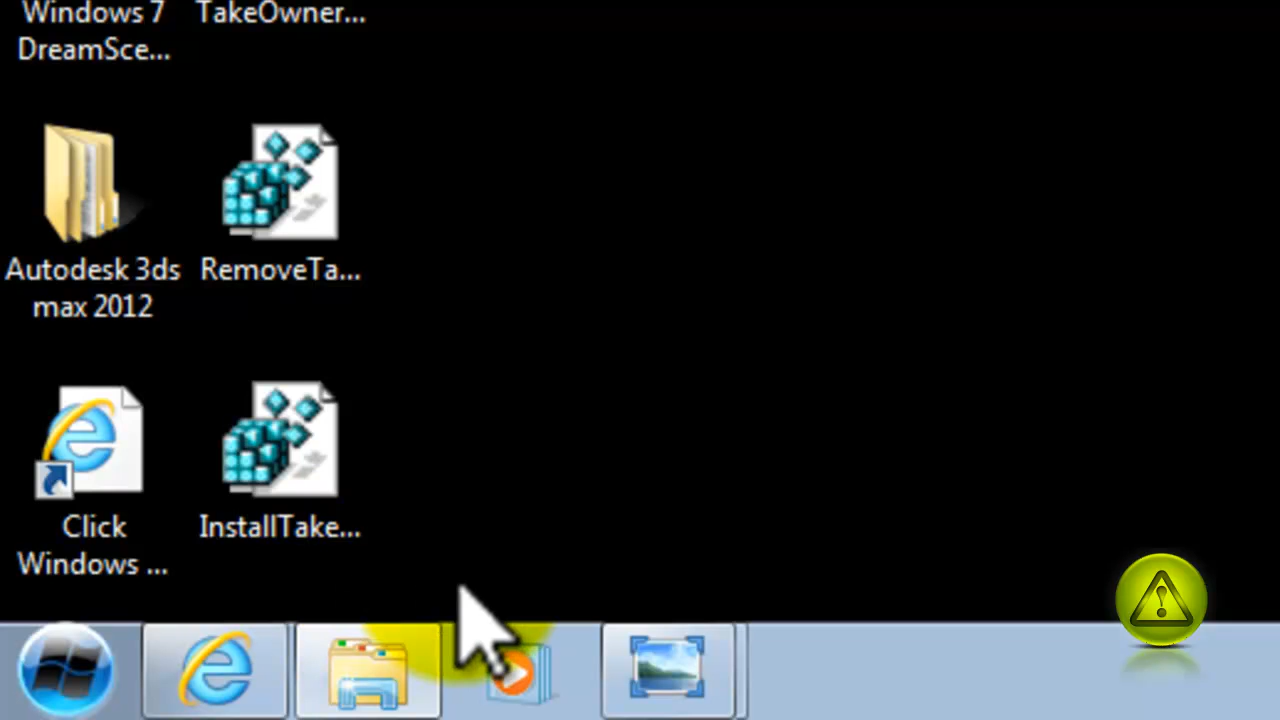 Windows 7
DreamSce...
TakeOwner...
Autodesk 3ds
max 2012
RemoveTa...
Click
Windows ...
InstallTake...